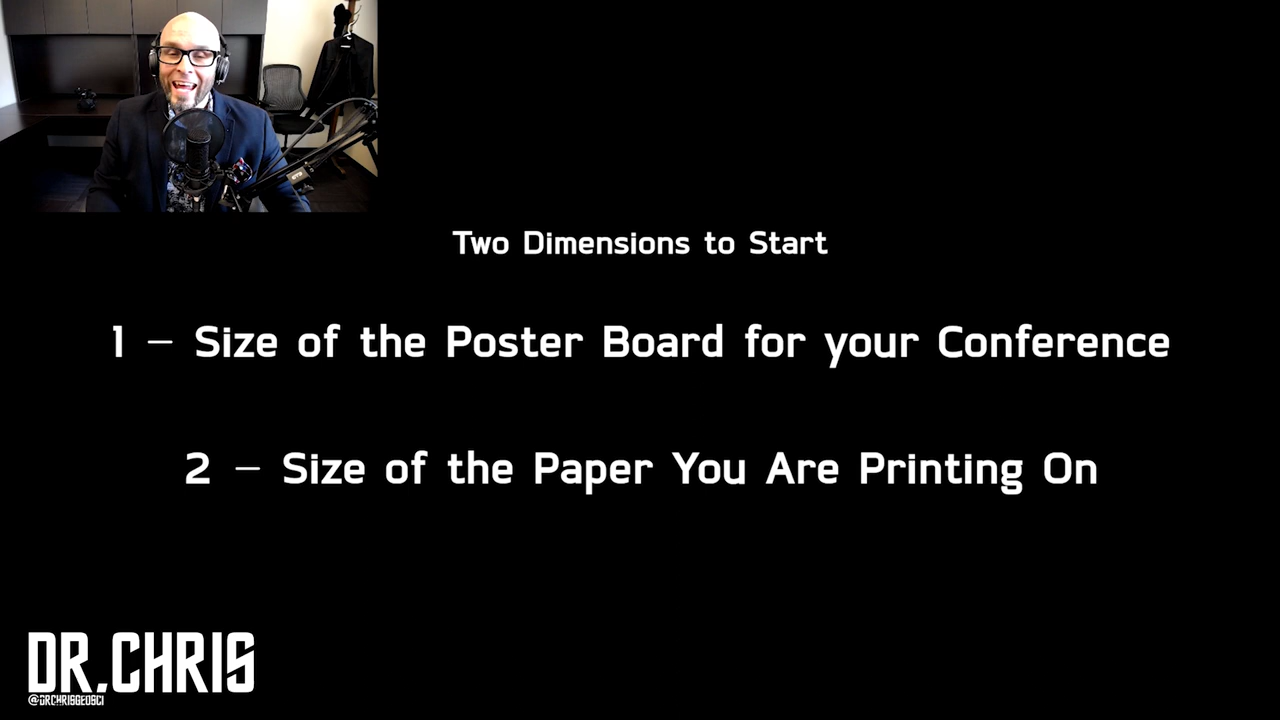 Two Dimensions to Start
1 – Size of the Poster Board for your Conference
2 – Size of the Paper You Are Printing On
DR.CHRIS
@DRCHRISGEOSCI